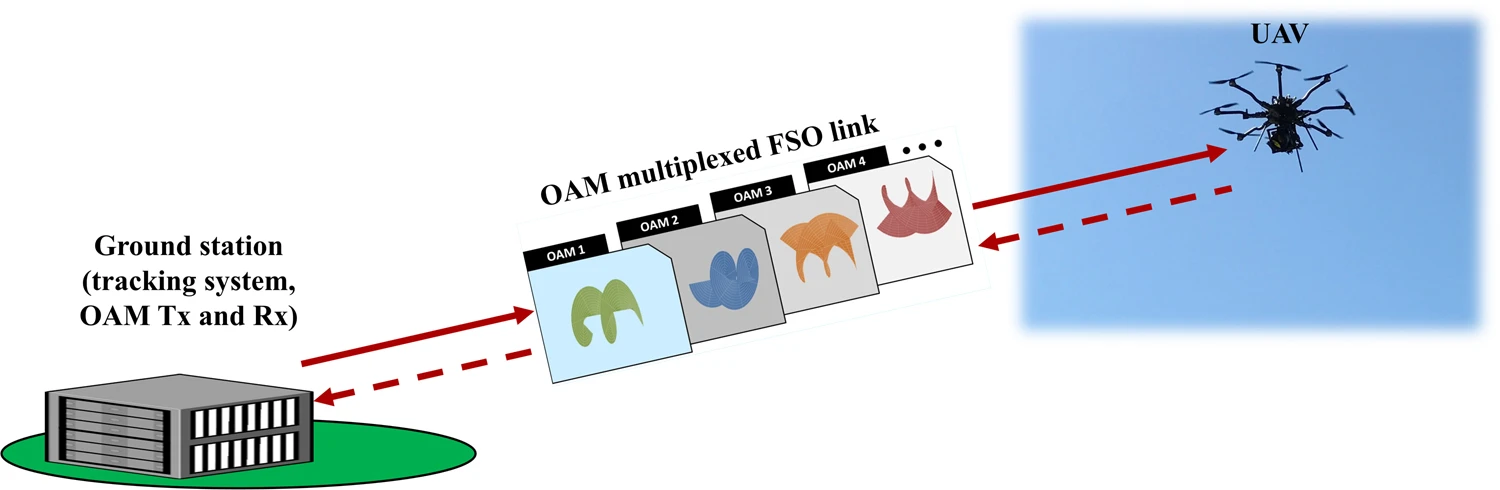 UAV
OAM multiplexed FSO link
OAM 1
OAM 2
OAM 3
OAM 4
•••
Ground station
(tracking system,
OAM Tx and Rx)